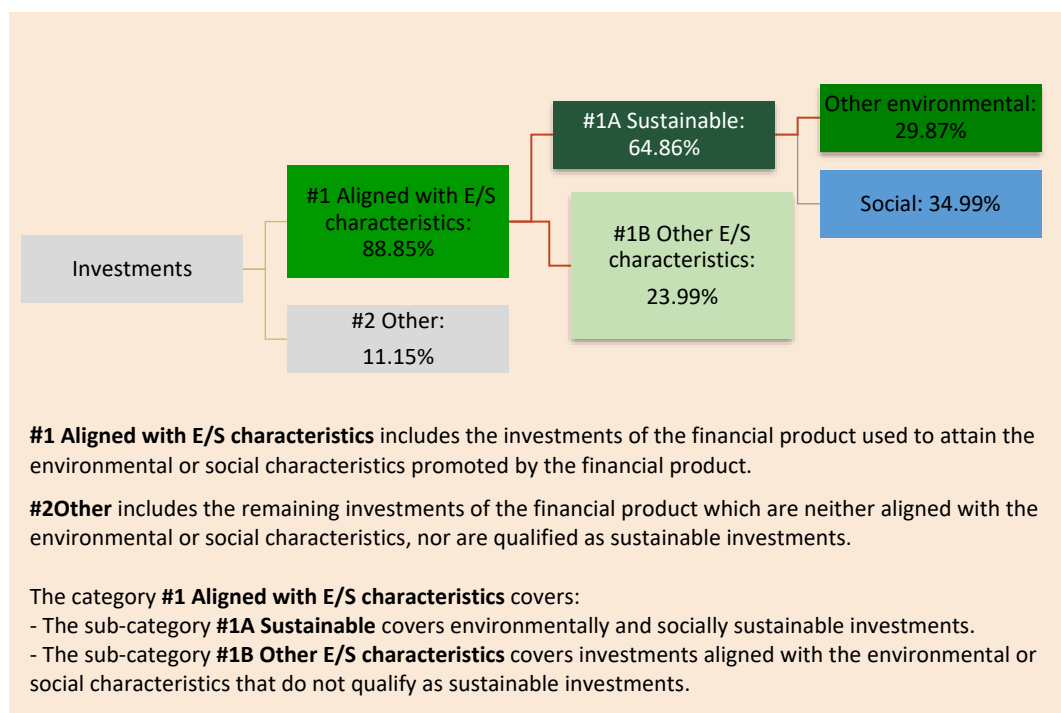 Investments
#1 Aligned with E/S
characteristics:
88.85%
#2 Other:
11.15%
#1A Sustainable:
64.86%
#1B Other E/S
characteristics:
23.99%
Other environmental:
29.87%
Social: 34.99%
#1 Aligned with E/S characteristics includes the investments of the financial product used to attain the
environmental or social characteristics promoted by the financial product.
#2Other includes the remaining investments of the financial product which are neither aligned with the
environmental or social characteristics, nor are qualified as sustainable investments.
The category #1 Aligned with E/S characteristics covers:
- The sub-category #1A Sustainable covers environmentally and socially sustainable investments.
- The sub-category #1B Other E/S characteristics covers investments aligned with the environmental or
social characteristics that do not qualify as sustainable investments.